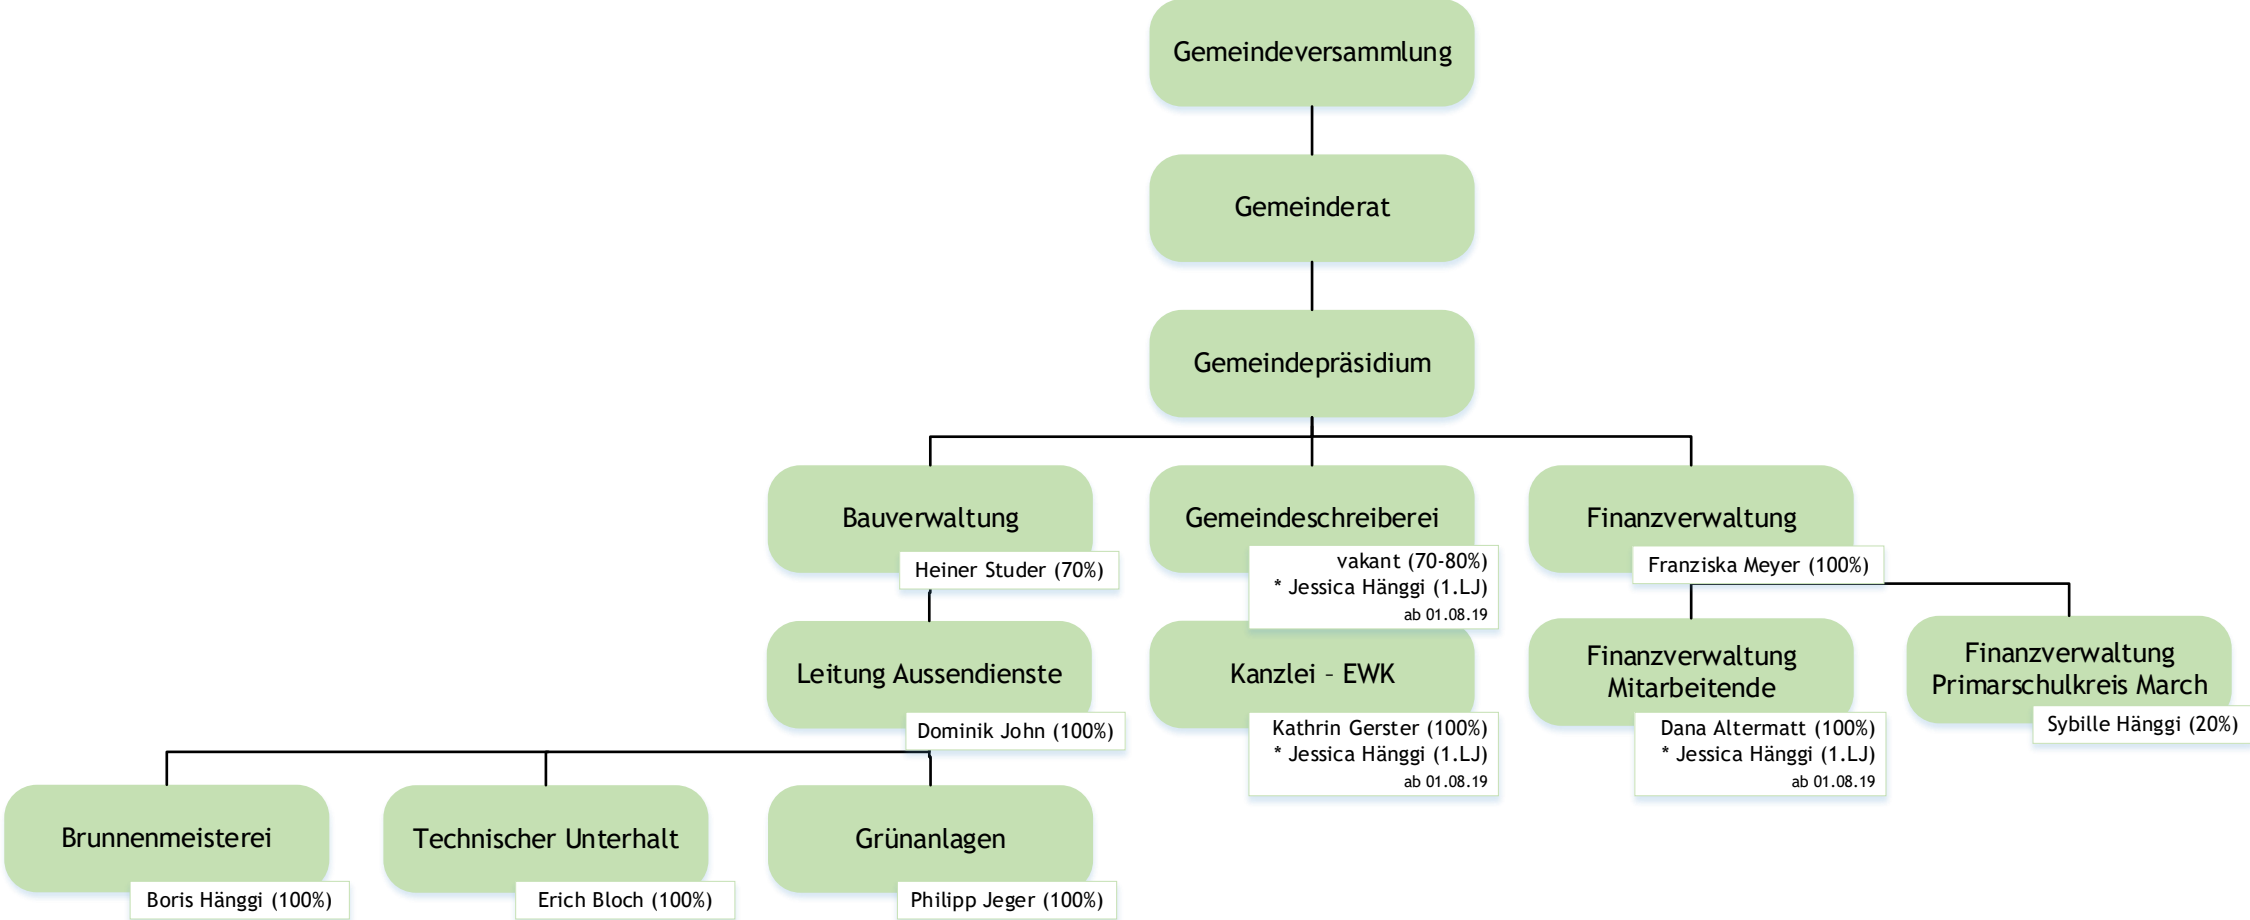 Gemeindeversammlung
Gemeinderat
Gemeindepräsidium
Bauverwaltung
Heiner Studer (70%)
Gemeindeschreiberei
vakant (70-80%)
* Jessica Hänggi (1.LJ)
ab 01.08.19
Finanzverwaltung
Franziska Meyer (100%)
Leitung Aussendienste
Dominik John (100%)
Kanzlei – EWK
Kathrin Gerster (100%)
* Jessica Hänggi (1.LJ)
ab 01.08.19
Finanzverwaltung
Mitarbeitende
Dana Altermatt (100%)
* Jessica Hänggi (1.LJ)
ab 01.08.19
Finanzverwaltung
Primarschulkreis March
Sybille Hänggi (20%)
Brunnenmeisterei
Boris Hänggi (100%)
Technischer Unterhalt
Erich Bloch (100%)
Grünanlagen
Philipp Jeger (100%)